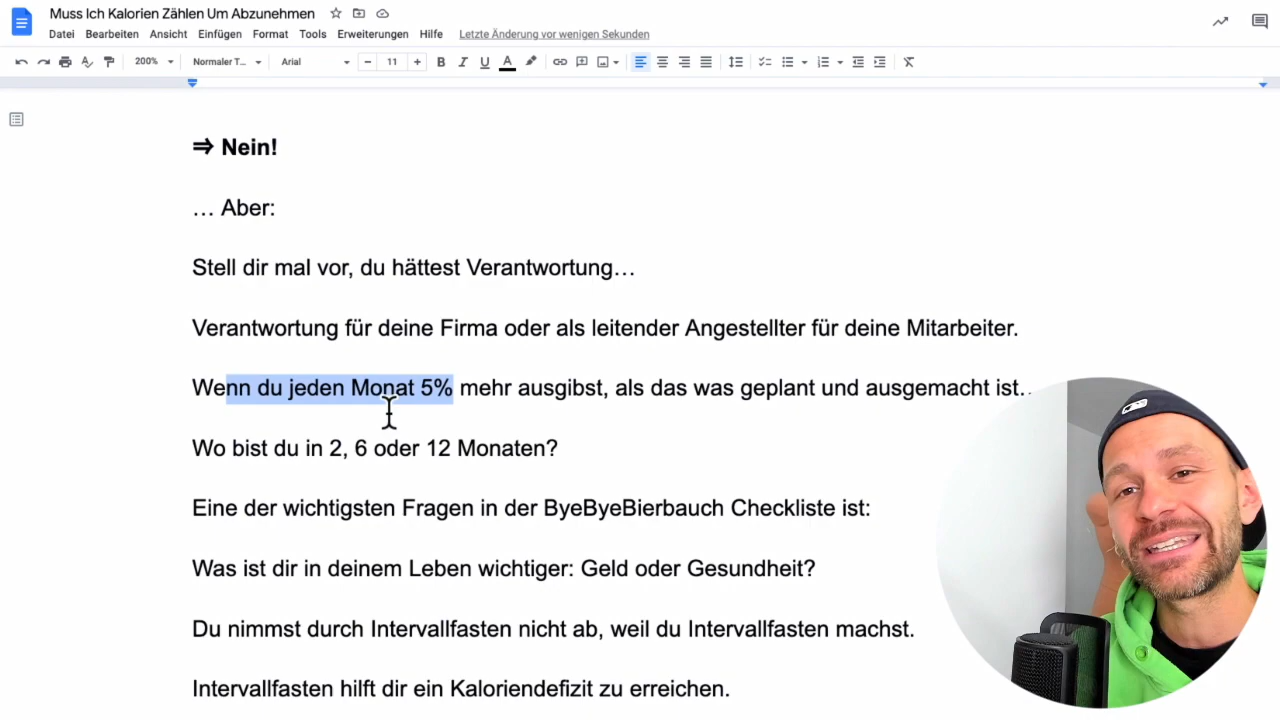 Muss Ich Kalorien Zählen Um Abzunehmen
Datei Bearbeiten Ansicht Einfügen Format Tools Erweiterungen Hilfe Letzte Änderung vor wenigen Sekunden
200% Normaler T... Arial 11 B I U A
⇒ Nein!
… Aber:
Stell dir mal vor, du hättest Verantwortung…
Verantwortung für deine Firma oder als leitender Angestellter für deine Mitarbeiter.
Wenn du jeden Monat 5% mehr ausgibst, als das was geplant und ausgemacht ist…
Wo bist du in 2, 6 oder 12 Monaten?
Eine der wichtigsten Fragen in der ByeByeBierbauch Checkliste ist:
Was ist dir in deinem Leben wichtiger: Geld oder Gesundheit?
Du nimmst durch Intervallfasten nicht ab, weil du Intervallfasten machst.
Intervallfasten hilft dir ein Kaloriendefizit zu erreichen.